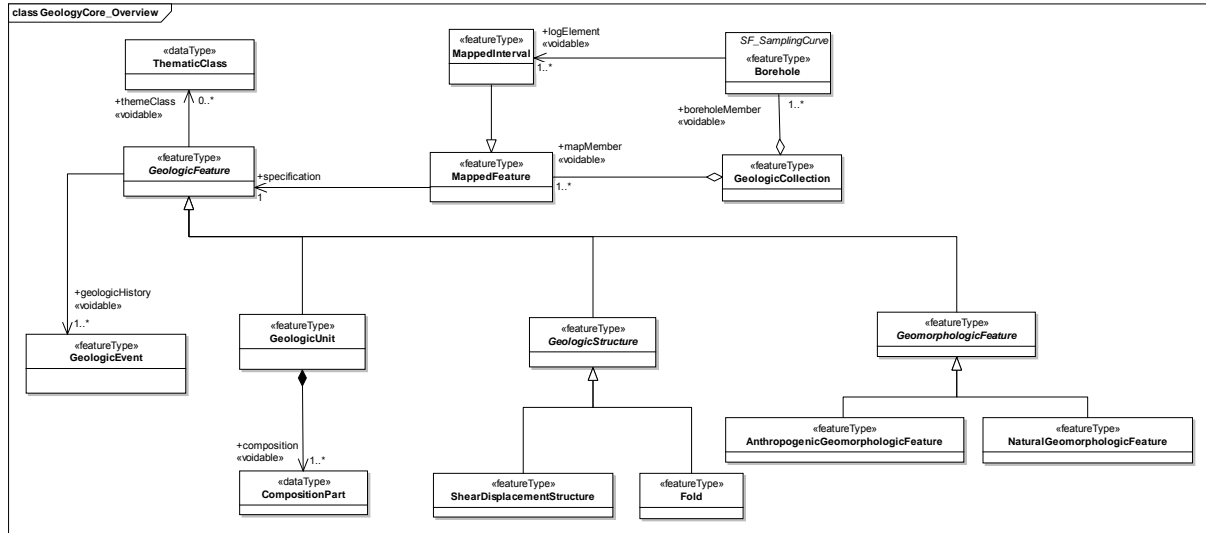 class GeologyCore_Overview
«dataType»
ThematicClass
+themeClass
«voidable»
0..*
«featureType»
MappedInterval
+logElement
«voidable»
1..*
SF_SamplingCurve
«featureType»
Borehole
+boreholeMember
«voidable»
1..*
«featureType»
GeologicFeature
+specification
1
«featureType»
MappedFeature
+mapMember
«voidable»
1..*
«featureType»
GeologicCollection
+geologicHistory
«voidable»
1..*
«featureType»
GeologicEvent
«featureType»
GeologicUnit
«featureType»
GeologicStructure
«featureType»
GeomorphologicFeature
+composition
«voidable»
1..*
«dataType»
CompositionPart
«featureType»
ShearDisplacementStructure
«featureType»
Fold
«featureType»
AnthropogenicGeomorphologicFeature
«featureType»
NaturalGeomorphologicFeature